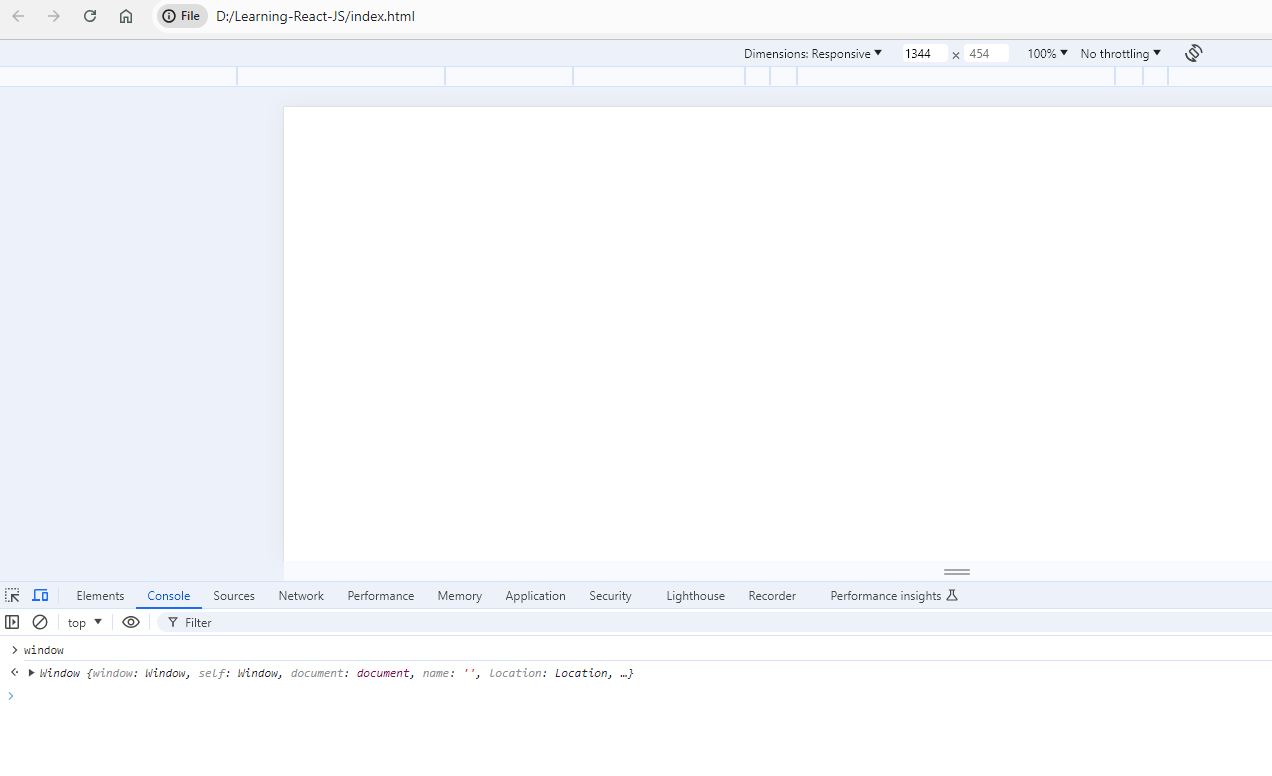 File D:/Learning-React-JS/index.html
Dimensions: Responsive 1344 × 454 100% No throttling
Elements Console Sources Network Performance Memory Application Security Lighthouse Recorder Performance insights
top Filter
window
Window {window: Window, self: Window, document: document, name: '', location: Location, …}